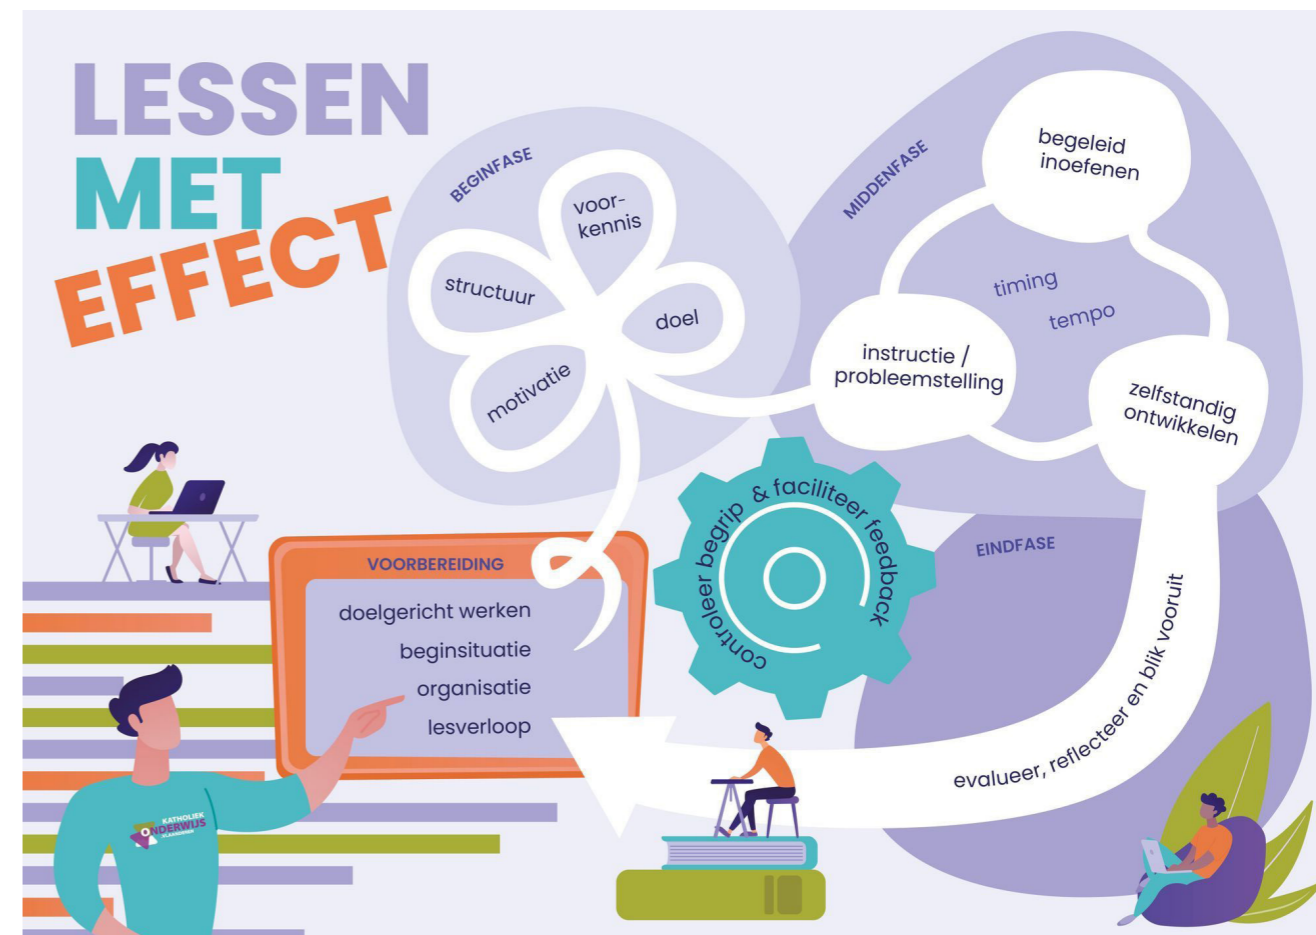 LESSEN
MET
EFFECT
BEGINFASE
voor-
kennis
structuur
doel
motivatie
MIDDENFASE
begeleid
inoefenen
timing
tempo
instructie /
probleemstelling
zelfstandig
ontwikkelen
controleer begrip & faciliteer feedback
EINDFASE
evalueer, reflecteer en blik vooruit
VOORBEREIDING
doelgericht werken
beginsituatie
organisatie
lesverloop
KATHOLIEK
ONDERWIJS
VLAANDEREN